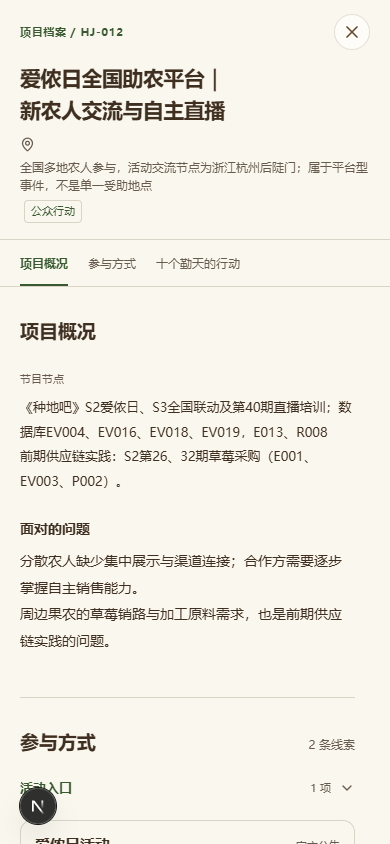 项目档案 / HJ-012
爱侬日全国助农平台｜
新农人交流与自主直播
全国多地农人参与，活动交流节点为浙江杭州后陡门；属于平台型
事件，不是单一受助地点
公众行动
项目概况 参与方式 十个勤天的行动
项目概况
节目节点
《种地吧》S2爱侬日、S3全国联动及第40期直播培训；数
据库EV004、EV016、EV018、EV019，E013、R008
前期供应链实践：S2第26、32期草莓采购（E001、
EV003、P002）。
面对的问题
分散农人缺少集中展示与渠道连接；合作方需要逐步
掌握自主销售能力。
周边果农的草莓销路与加工原料需求，也是前期供应
链实践的问题。
参与方式 2 条线索
活动入口 1 项
N
爱侬日活动